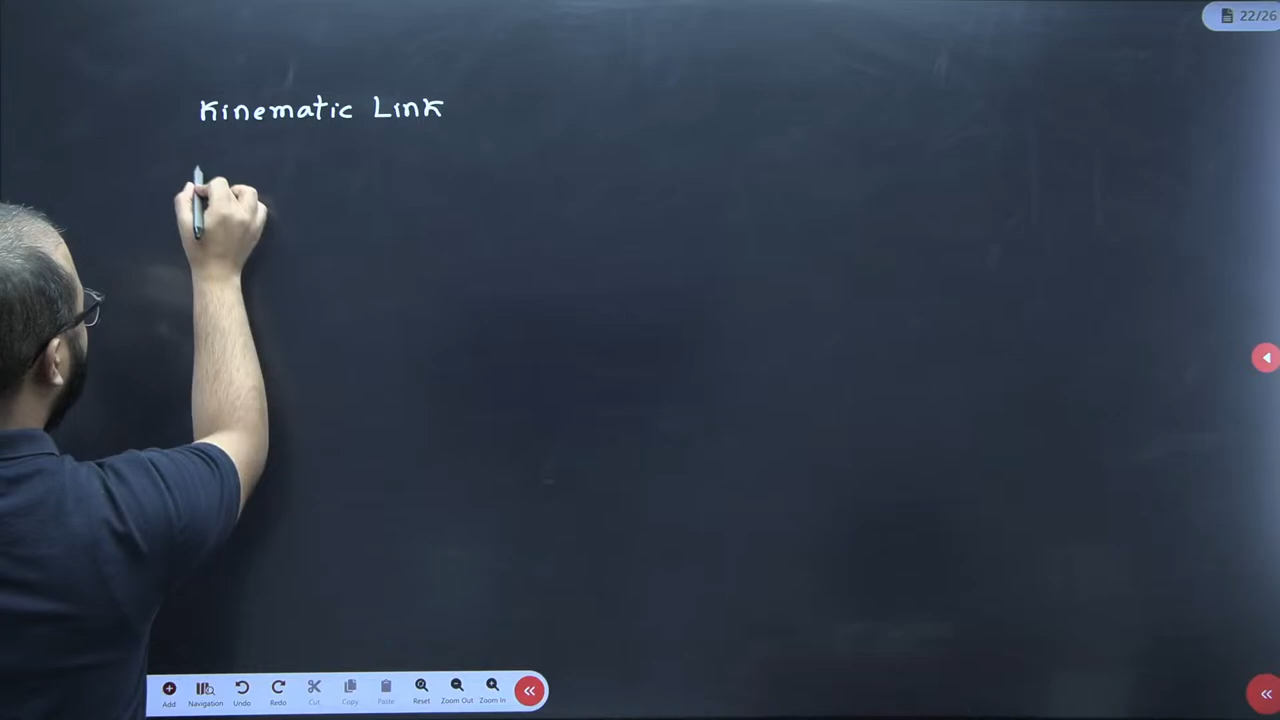 22/26
Kinematic Link
Add Navigation Undo Redo Cut Copy Paste Reset Zoom Out Zoom In